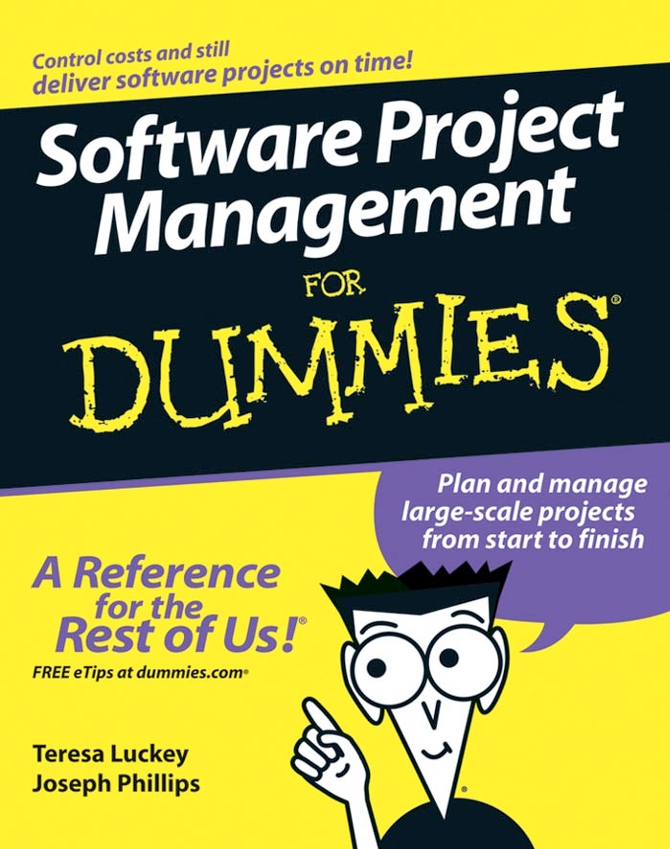 Control costs and still
deliver software projects on time!
Software Project
Management
FOR
DUMMIES®
Plan and manage
large-scale projects
from start to finish
A Reference
for the
Rest of Us!®
FREE eTips at dummies.com®
Teresa Luckey
Joseph Phillips
®